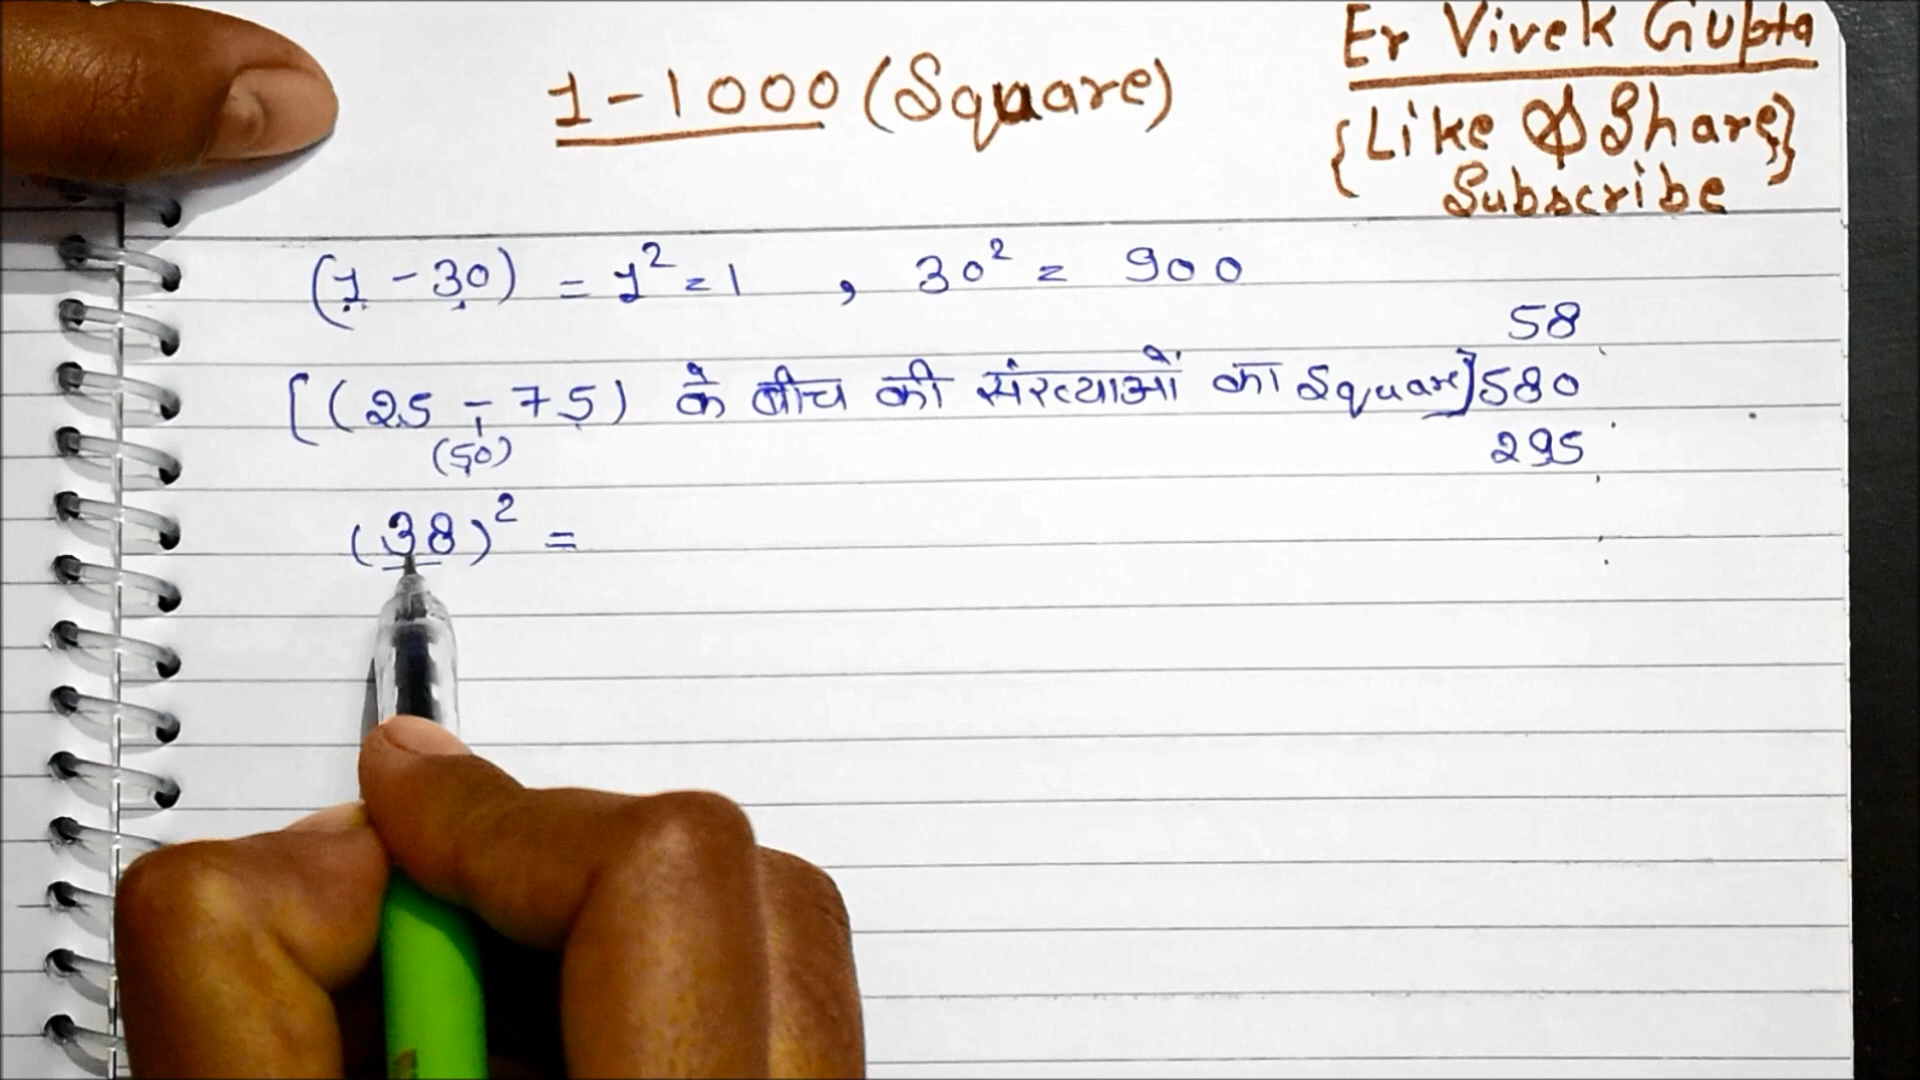 1-1000 (Square)
Er Vivek Gupta
{Like & Share}
Subscribe
(1-30) = 1² = 1 , 30² = 900
58
[(25-75) के बीच की संख्याओं का Square] 580
(50)
295
(38)² =